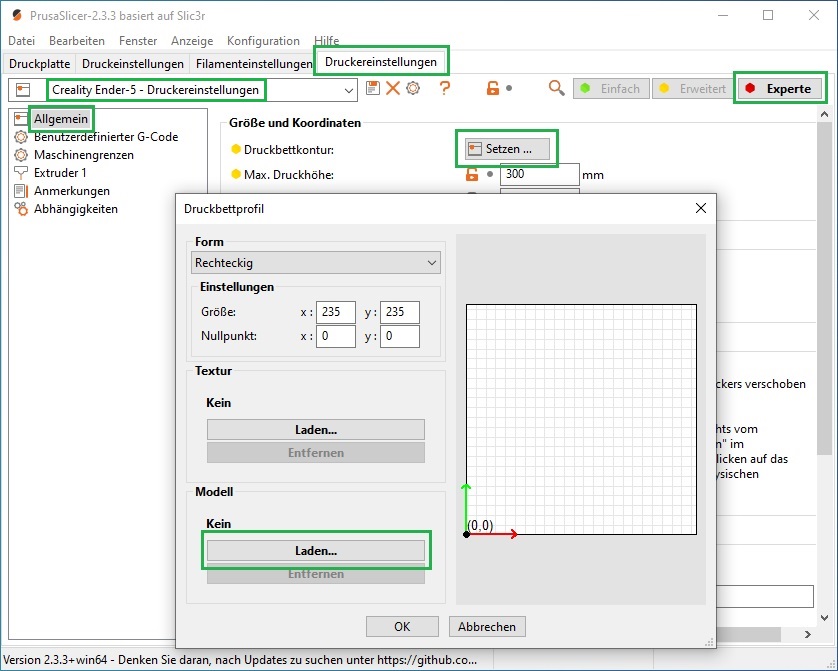 PrusaSlicer-2.3.3 basiert auf Slic3r
Datei Bearbeiten Fenster Anzeige Konfiguration Hilfe
Druckplatte Druckeinstellungen Filamenteinstellungen Druckereinstellungen
Creality Ender-5 - Druckereinstellungen ? Einfach Erweitert Experte
Allgemein
Benutzerdefinierter G-Code
Maschinengrenzen
Extruder 1
Anmerkungen
Abhängigkeiten
Größe und Koordinaten
Druckbettkontur: Setzen ...
Max. Druckhöhe: 300 mm
Druckbettprofil
Form
Rechteckig
Einstellungen
Größe: x : 235 y : 235
Nullpunkt: x : 0 y : 0
Textur
Kein
Laden...
Entfernen
Modell
Kein
Laden...
Entfernen
(0,0)
OK Abbrechen
ckers verschoben
hts vom
n" im
licken auf das
ysischen
Version 2.3.3+win64 - Denken Sie daran, nach Updates zu suchen unter https://github.co...